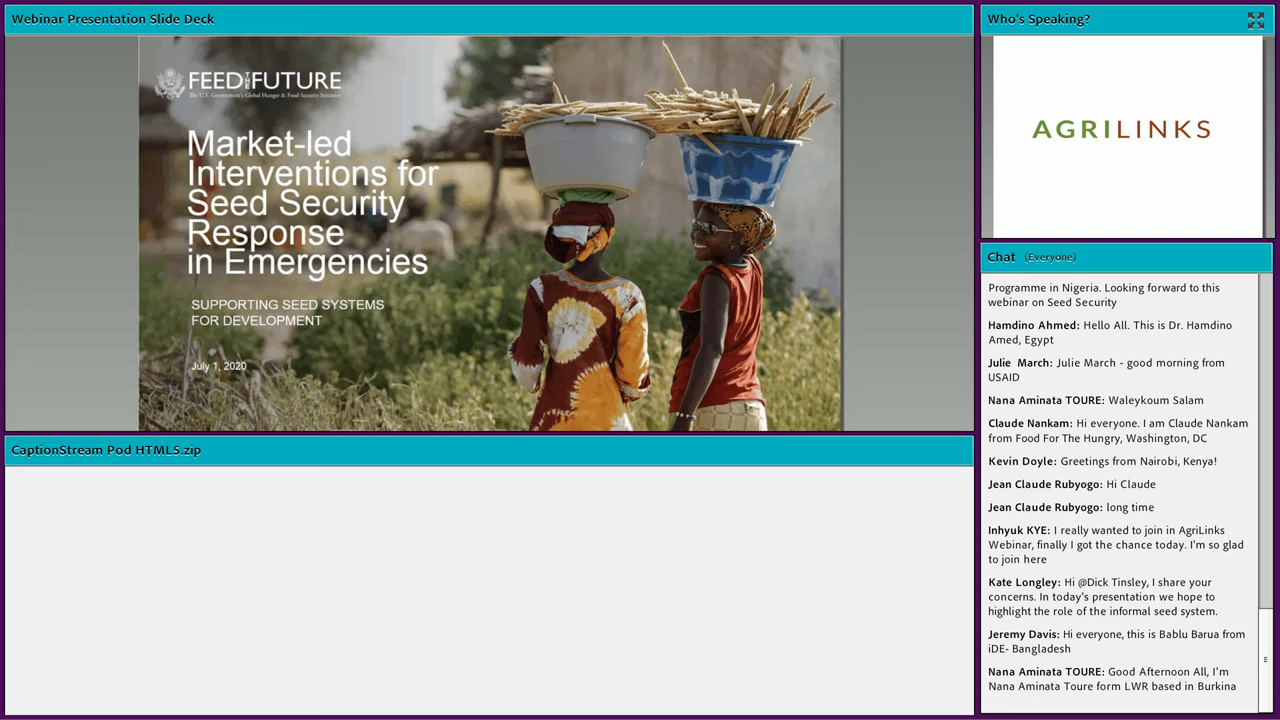 Webinar Presentation Slide Deck
FEED THE FUTURE
The U.S. Government's Global Hunger & Food Security Initiative
Market-led
Interventions for
Seed Security
Response
in Emergencies
SUPPORTING SEED SYSTEMS
FOR DEVELOPMENT
July 1, 2020
CaptionStream Pod HTML5.zip
Who's Speaking?
AGRILINKS
Chat (Everyone)
Programme in Nigeria. Looking forward to this
webinar on Seed Security
Hamdino Ahmed: Hello All. This is Dr. Hamdino
Amed, Egypt
Julie March: Julie March - good morning from
USAID
Nana Aminata TOURE: Waleykoum Salam
Claude Nankam: Hi everyone. I am Claude Nankam
from Food For The Hungry, Washington, DC
Kevin Doyle: Greetings from Nairobi, Kenya!
Jean Claude Rubyogo: Hi Claude
Jean Claude Rubyogo: long time
Inhyuk KYE: I really wanted to join in AgriLinks
Webinar, finally I got the chance today. I'm so glad
to join here
Kate Longley: Hi @Dick Tinsley, I share your
concerns. In today's presentation we hope to
highlight the role of the informal seed system.
Jeremy Davis: Hi everyone, this is Bablu Barua from
iDE- Bangladesh
Nana Aminata TOURE: Good Afternon All, I'm
Nana Aminata Toure form LWR based in Burkina